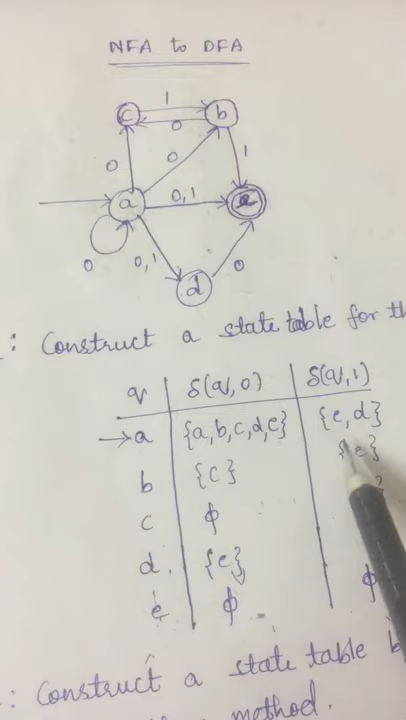 NFA to DFA
1
c
b
0
0
0
1
a
0,1
e
0
0,1
d
0
: Construct a state table for th
q δ(q,0) δ(q,1)
→a {a,b,c,d,e} {e,d}
b {c} {e}
c ϕ
d. {e}
e ϕ ϕ
: Construct a state table b
method.